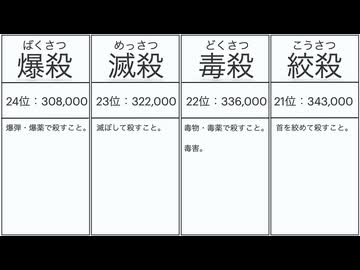 ばくさつ
爆殺
24位：308,000
爆弾・爆薬で殺すこと。
めっさつ
滅殺
23位：322,000
滅ぼして殺すこと。
どくさつ
毒殺
22位：336,000
毒物・毒薬で殺すこと。
毒害。
こうさつ
絞殺
21位：343,000
首を絞めて殺すこと。